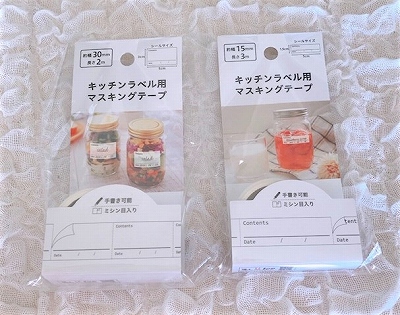 約幅30mm
長さ2m
シールサイズ
キッチンラベル用
マスキングテープ
手書き可能
ミシン目入り
Contents
Contents
Date / /
Date / /
約幅15mm
長さ3m
シールサイズ
キッチンラベル用
マスキングテープ
手書き可能
ミシン目入り
Contents
tents
Date / /
Date